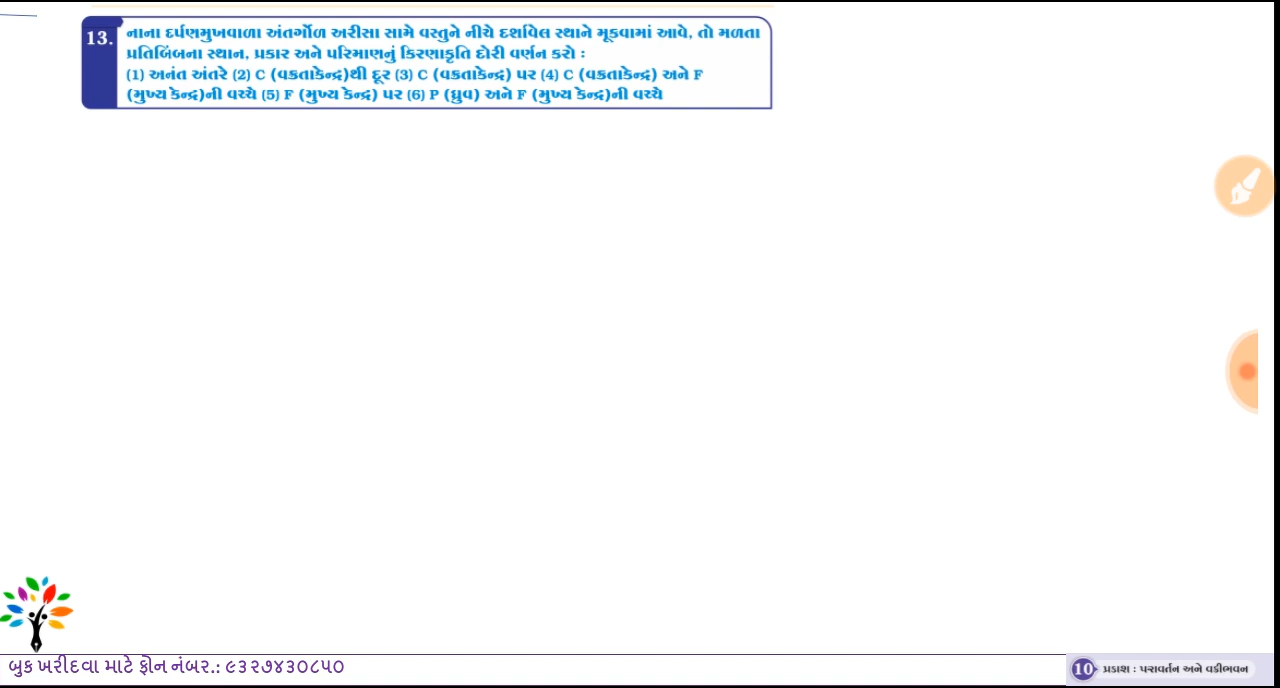 13. નાના દર્પણમુખવાળા અંતર્ગોળ અરીસા સામે વસ્તુને નીચે દર્શાવેલ સ્થાને મૂકવામાં આવે, તો મળતા
પ્રતિબિંબના સ્થાન, પ્રકાર અને પરિમાણનું કિરણાકૃતિ દોરી વર્ણન કરો :
(1) અનંત અંતરે (2) C (વક્રતાકેન્દ્ર)થી દૂર (3) C (વક્રતાકેન્દ્ર) પર (4) C (વક્રતાકેન્દ્ર) અને F
(મુખ્ય કેન્દ્ર)ની વચ્ચે (5) F (મુખ્ય કેન્દ્ર) પર (6) P (ધ્રુવ) અને F (મુખ્ય કેન્દ્ર)ની વચ્ચે
બુક ખરીદવા માટે ફોન નંબર.: ૯૩૨૭૪૩૦૮૫૦
10 પ્રકાશ : પરાવર્તન અને વક્રીભવન